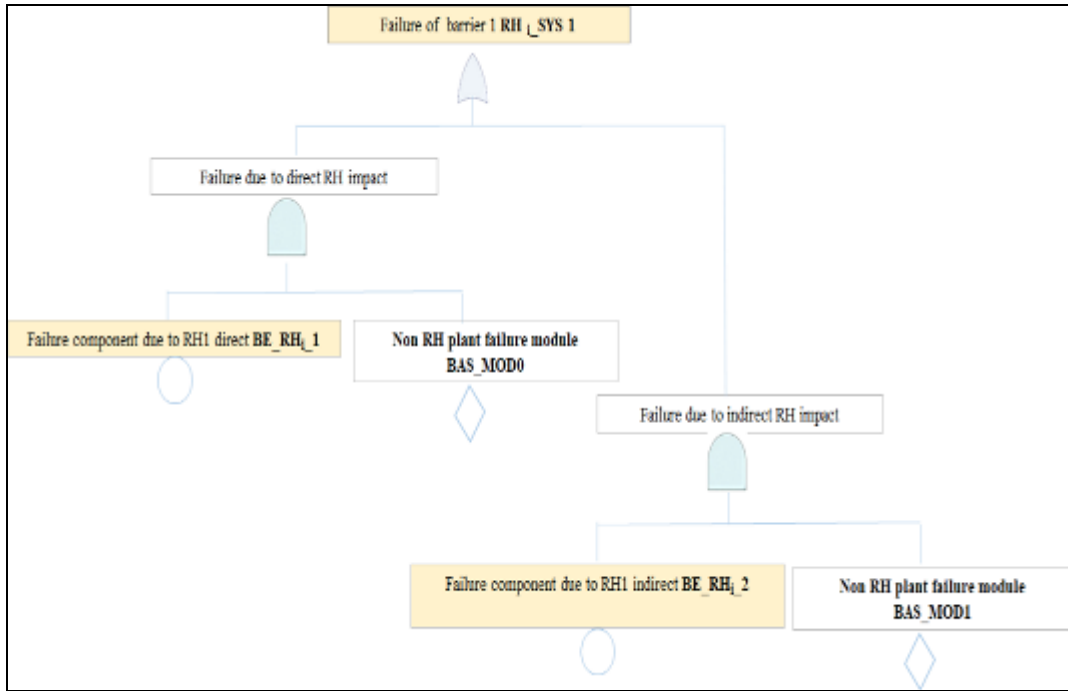 Failure of barrier 1 RH i_SYS 1
Failure due to direct RH impact
Failure component due to RH1 direct BE_RHi_1
Non RH plant failure module
BAS_MOD0
Failure due to indirect RH impact
Failure component due to RH1 indirect BE_RHi_2
Non RH plant failure module
BAS_MOD1